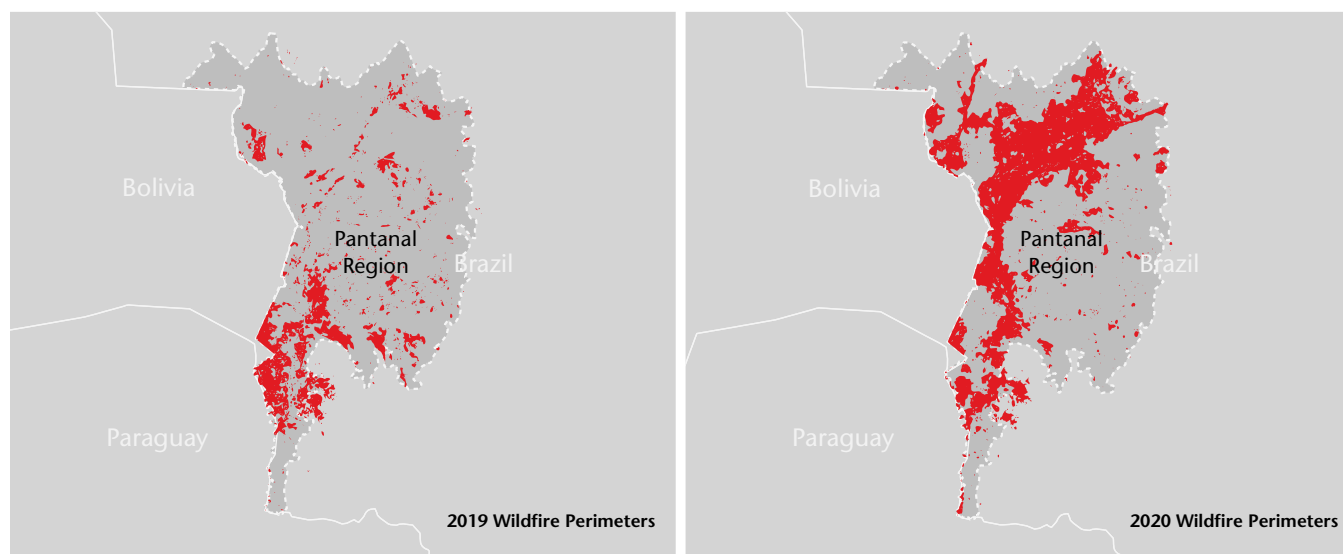 Bolivia
Pantanal
Region
Brazil
Paraguay
2019 Wildfire Perimeters
Bolivia
Pantanal
Region
Brazil
Paraguay
2020 Wildfire Perimeters